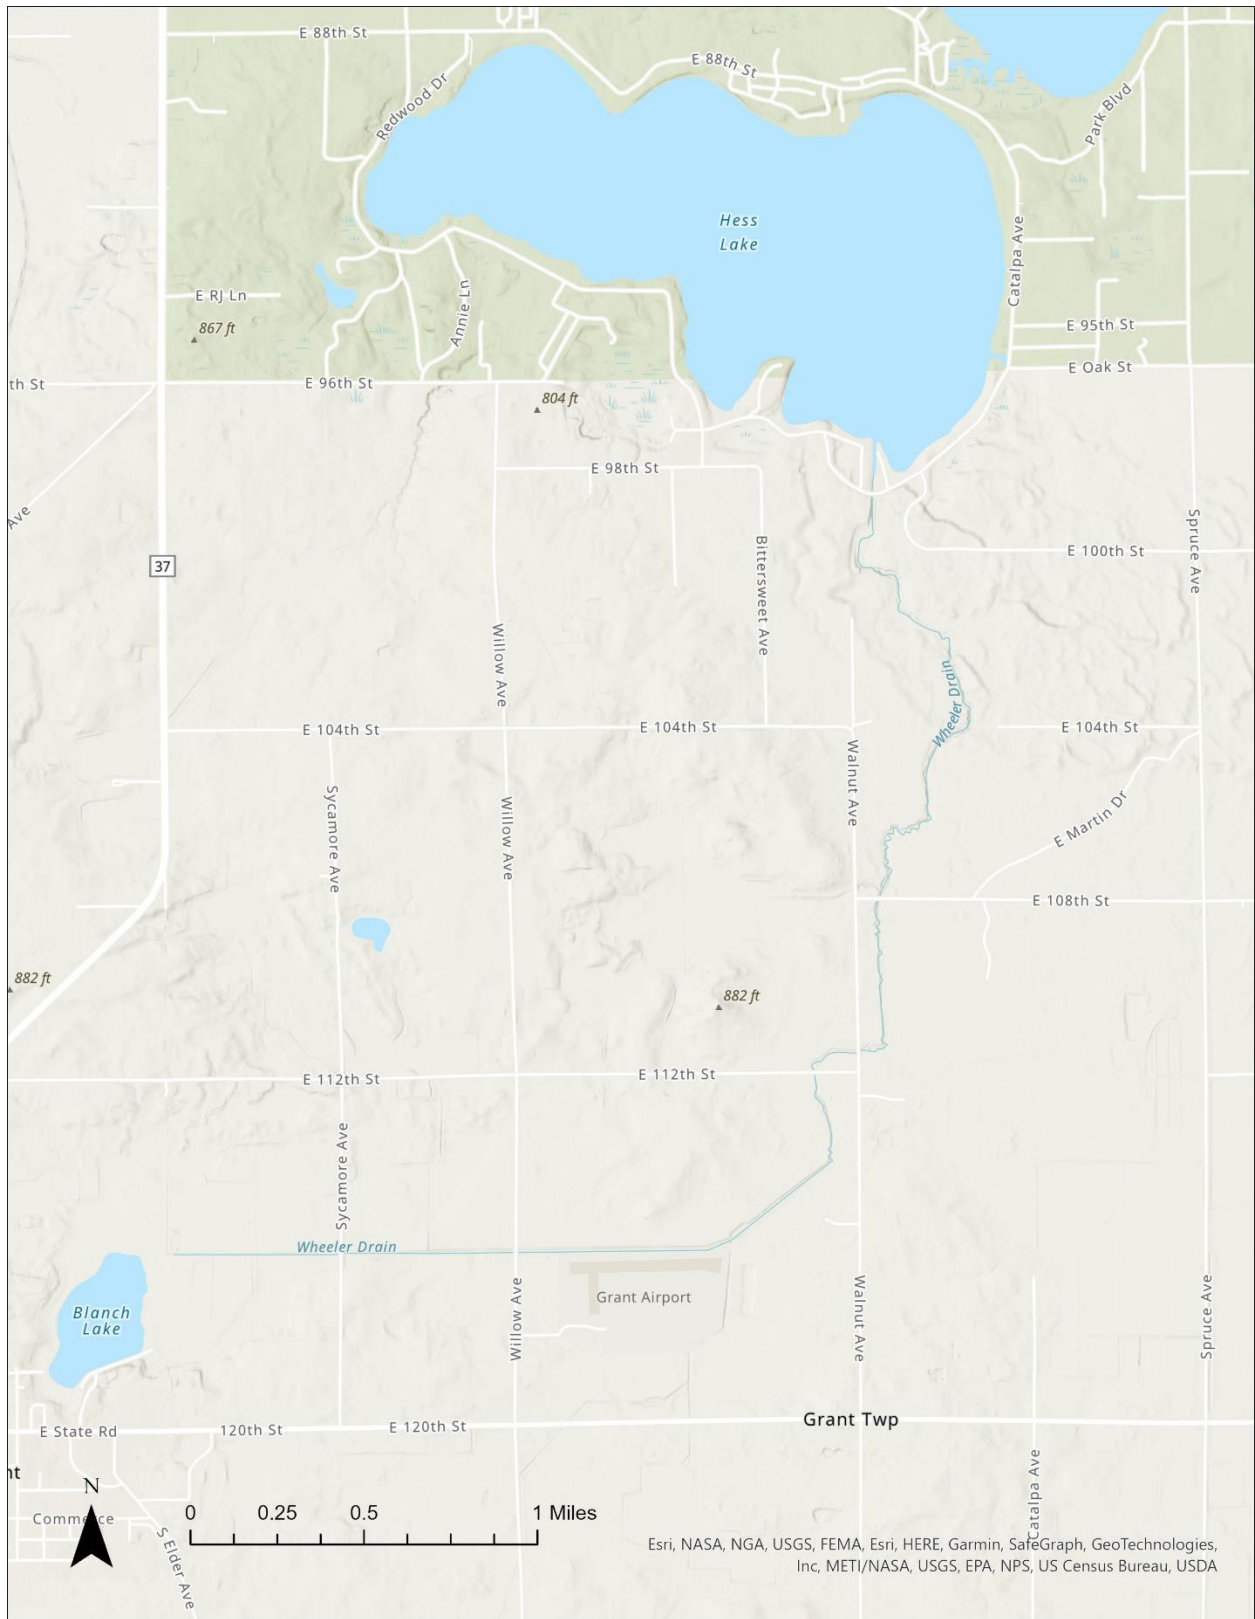 E 88th St
E 88th St
Redwood Dr
Park Blvd
Hess
Lake
Catalpa Ave
E RJ Ln
867 ft
Annie Ln
E 95th St
E Oak St
th St
E 96th St
804 ft
E 98th St
Ave
37
Bittersweet Ave
E 100th St
Spruce Ave
Willow Ave
Wheeler Drain
E 104th St
E 104th St
E 104th St
Walnut Ave
Sycamore Ave
Willow Ave
E Martin Dr
E 108th St
882 ft
882 ft
E 112th St
E 112th St
Sycamore Ave
Wheeler Drain
Blanch
Lake
Grant Airport
Willow Ave
Walnut Ave
Spruce Ave
E State Rd
120th St
E 120th St
Grant Twp
nt
N
Catalpa Ave
Commerce
S Elder Ave
0 0.25 0.5 1 Miles
Esri, NASA, NGA, USGS, FEMA, Esri, HERE, Garmin, SafeGraph, GeoTechnologies,
Inc, METI/NASA, USGS, EPA, NPS, US Census Bureau, USDA